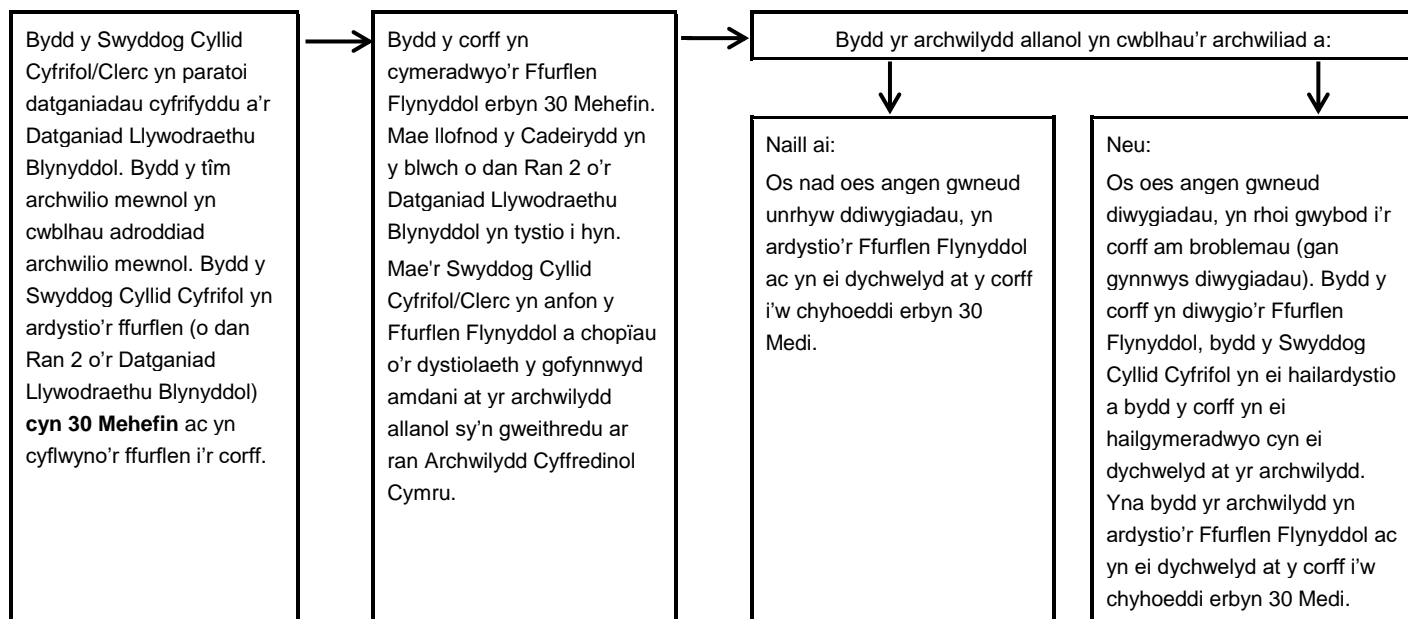 Bydd y Swyddog Cyllid
Cyfrifol/Clerc yn paratoi
datganiadau cyfrifyddu a'r
Datganiad Llywodraethu
Blynyddol. Bydd y tîm
archwilio mewnol yn
cwblhau adroddiad
archwilio mewnol. Bydd y
Swyddog Cyllid Cyfrifol yn
ardystio'r ffurflen (o dan
Ran 2 o'r Datganiad
Llywodraethu Blynyddol)
cyn 30 Mehefin ac yn
cyflwyno'r ffurflen i'r corff.
Bydd y corff yn
cymeradwyo'r Ffurflen
Flynyddol erbyn 30 Mehefin.
Mae llofnod y Cadeirydd yn
y blwch o dan Ran 2 o'r
Datganiad Llywodraethu
Blynyddol yn tystio i hyn.
Mae'r Swyddog Cyllid
Cyfrifol/Clerc yn anfon y
Ffurflen Flynyddol a chopïau
o'r dystiolaeth y gofynnwyd
amdani at yr archwilydd
allanol sy'n gweithredu ar
ran Archwilydd Cyffredinol
Cymru.
Bydd yr archwilydd allanol yn cwblhau'r archwiliad a:
Naill ai:
Os nad oes angen gwneud
unrhyw ddiwygiadau, yn
ardystio'r Ffurflen Flynyddol
ac yn ei dychwelyd at y corff
i'w chyhoeddi erbyn 30
Medi.
Neu:
Os oes angen gwneud
diwygiadau, yn rhoi gwybod i'r
corff am broblemau (gan
gynnwys diwygiadau). Bydd y
corff yn diwygio'r Ffurflen
Flynyddol, bydd y Swyddog
Cyllid Cyfrifol yn ei hailardystio
a bydd y corff yn ei
hailgymeradwyo cyn ei
dychwelyd at yr archwilydd.
Yna bydd yr archwilydd yn
ardystio'r Ffurflen Flynyddol ac
yn ei dychwelyd at y corff i'w
chyhoeddi erbyn 30 Medi.